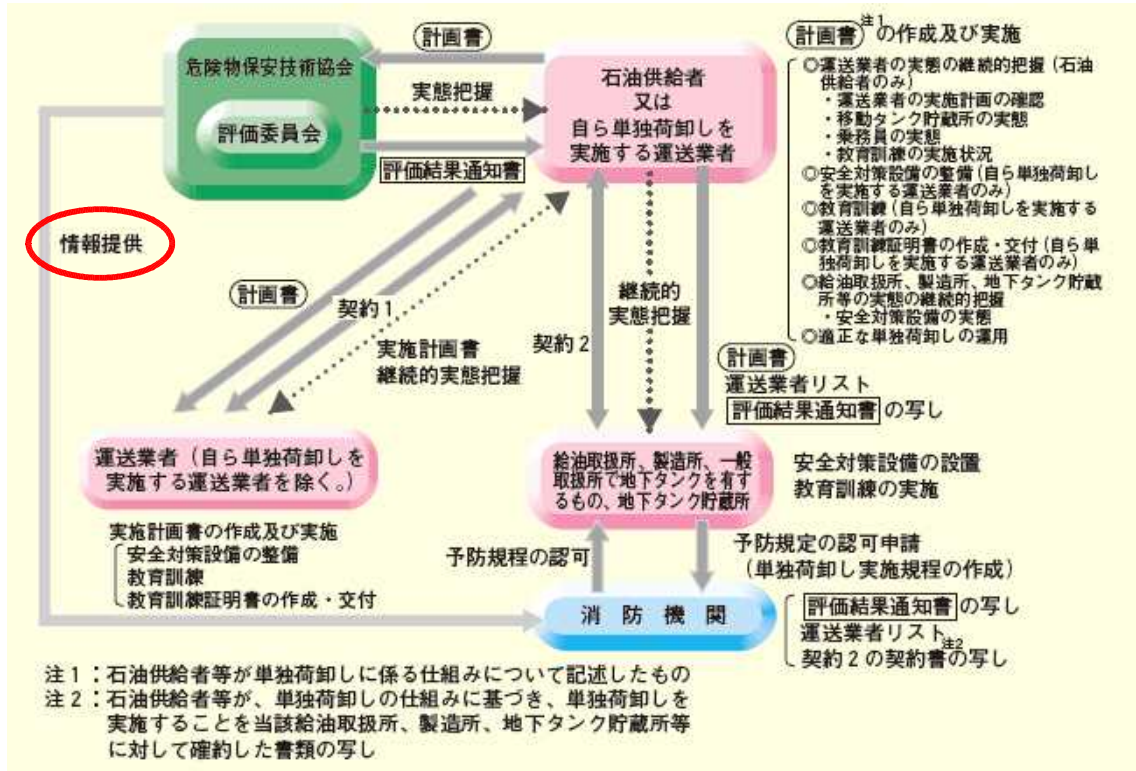 計画書
危険物保安技術協会
評価委員会
実態把握
評価結果通知書
石油供給者
又は
自ら単独荷卸しを
実施する運送業者
計画書注1の作成及び実施
◎運送業者の実態の継続的把握(石油
供給者のみ)
・運送業者の実施計画の確認
・移動タンク貯蔵所の実態
・乗務員の実態
・教育訓練の実施状況
◎安全対策設備の整備(自ら単独荷卸し
を実施する運送業者のみ)
◎教育訓練(自ら単独荷卸しを実施する
運送業者のみ)
◎教育訓練証明書の作成・交付(自ら単
独荷卸しを実施する運送業者のみ)
◎給油取扱所、製造所、地下タンク貯蔵
所等の実態の継続的把握
・安全対策設備の実態
◎適正な単独荷卸しの運用
情報提供
計画書
契約1
実施計画書
継続的実態把握
契約2
継続的
実態把握
計画書
運送業者リスト
評価結果通知書の写し
運送業者(自ら単独荷卸しを
実施する運送業者を除く。)
実施計画書の作成及び実施
安全対策設備の整備
教育訓練
教育訓練証明書の作成・交付
給油取扱所、製造所、一般
取扱所で地下タンクを有す
るもの、地下タンク貯蔵所
安全対策設備の設置
教育訓練の実施
予防規程の認可
予防規定の認可申請
(単独荷卸し実施規程の作成)
消防機関
評価結果通知書の写し
運送業者リスト
契約2の契約書注2の写し
注1:石油供給者等が単独荷卸しに係る仕組みについて記述したもの
注2:石油供給者等が、単独荷卸しの仕組みに基づき、単独荷卸しを
実施することを当該給油取扱所、製造所、地下タンク貯蔵所等
に対して確約した書類の写し